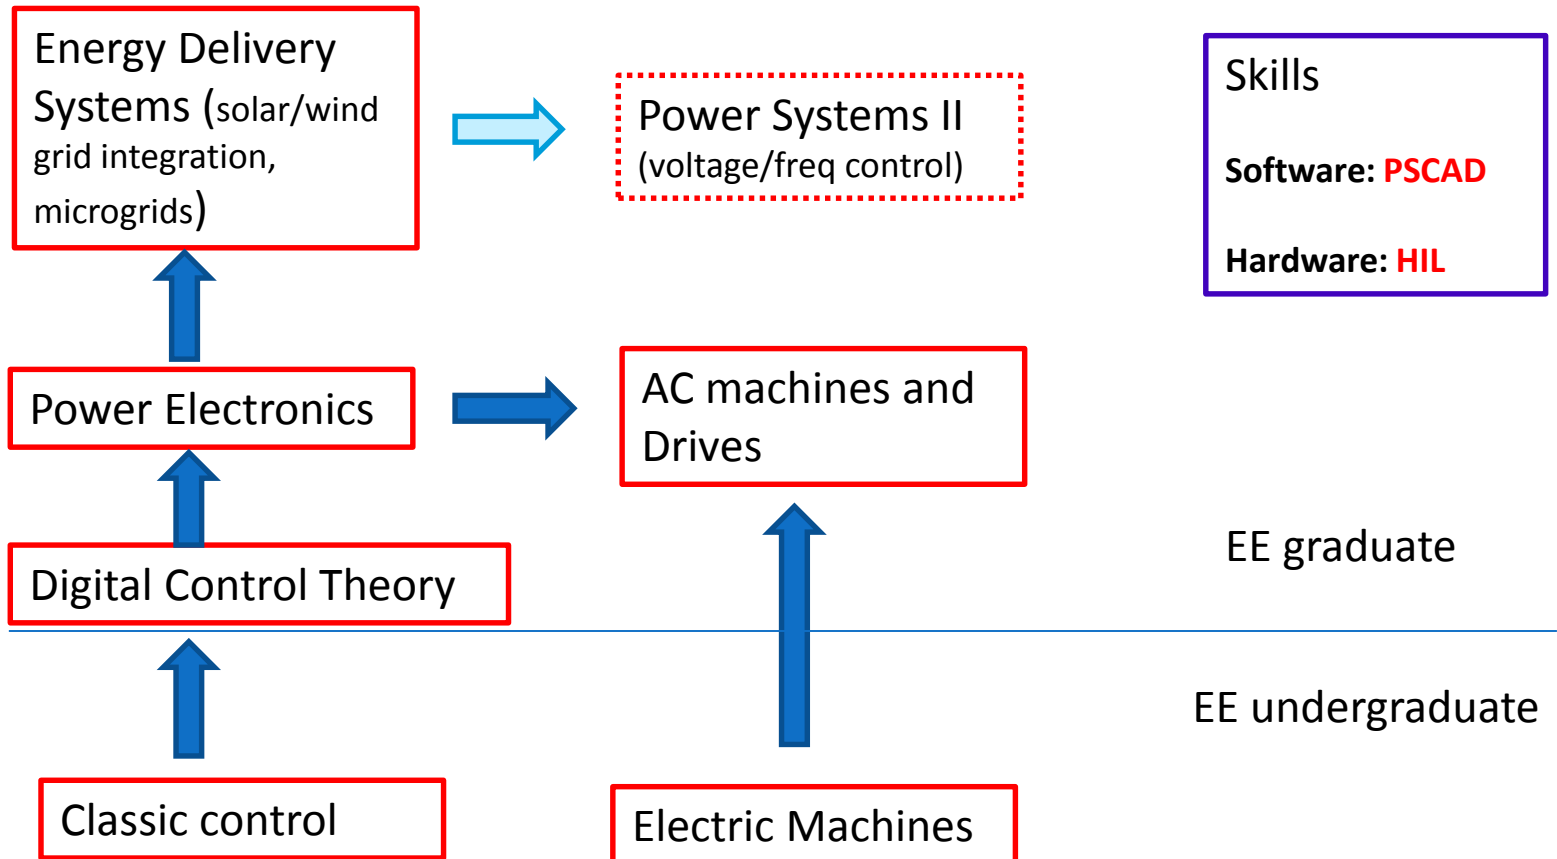 Energy Delivery
Systems (solar/wind
grid integration,
microgrids)
Power Systems II
(voltage/freq control)
Skills
Software: PSCAD
Hardware: HIL
Power Electronics
AC machines and
Drives
Digital Control Theory
EE graduate
EE undergraduate
Classic control
Electric Machines